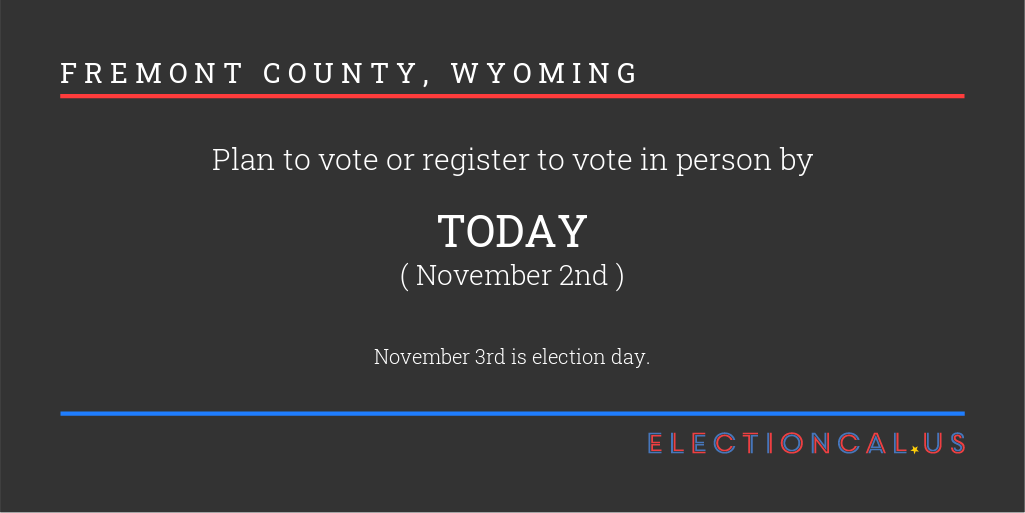 FREMONT COUNTY, WYOMING
Plan to vote or register to vote in person by
TODAY
( November 2nd )
November 3rd is election day.
ELECTIONCAL.US